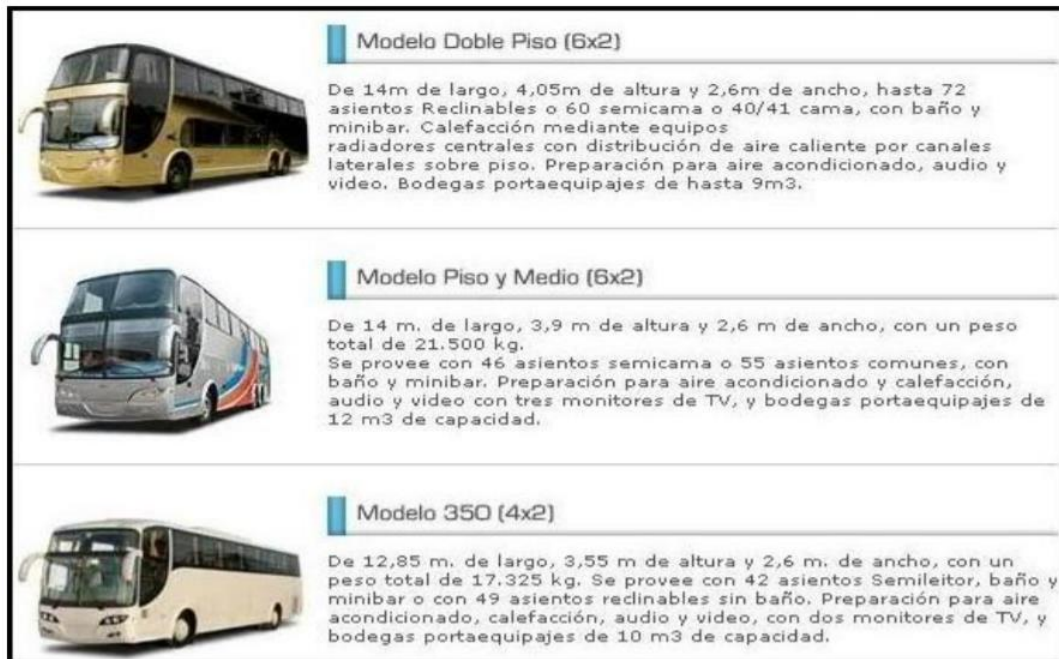 Modelo Doble Piso (6x2)
De 14m de largo, 4,05m de altura y 2,6m de ancho, hasta 72
asientos Reclinables o 60 semicama o 40/41 cama, con baño y
minibar. Calefacción mediante equipos
radiadores centrales con distribución de aire caliente por canales
laterales sobre piso. Preparación para aire acondicionado, audio y
video. Bodegas portaequipajes de hasta 9m3.
Modelo Piso y Medio (6x2)
De 14 m. de largo, 3,9 m de altura y 2,6 m de ancho, con un peso
total de 21.500 kg.
Se provee con 46 asientos semicama o 55 asientos comunes, con
baño y minibar. Preparación para aire acondicionado y calefacción,
audio y video con tres monitores de TV, y bodegas portaequipajes de
12 m3 de capacidad.
Modelo 350 (4x2)
De 12,85 m. de largo, 3,55 m de altura y 2,6 m. de ancho, con un
peso total de 17.325 kg. Se provee con 42 asientos Semileitor, baño y
minibar o con 49 asientos reclinables sin baño. Preparación para aire
acondicionado, calefacción, audio y video, con dos monitores de TV, y
bodegas portaequipajes de 10 m3 de capacidad.